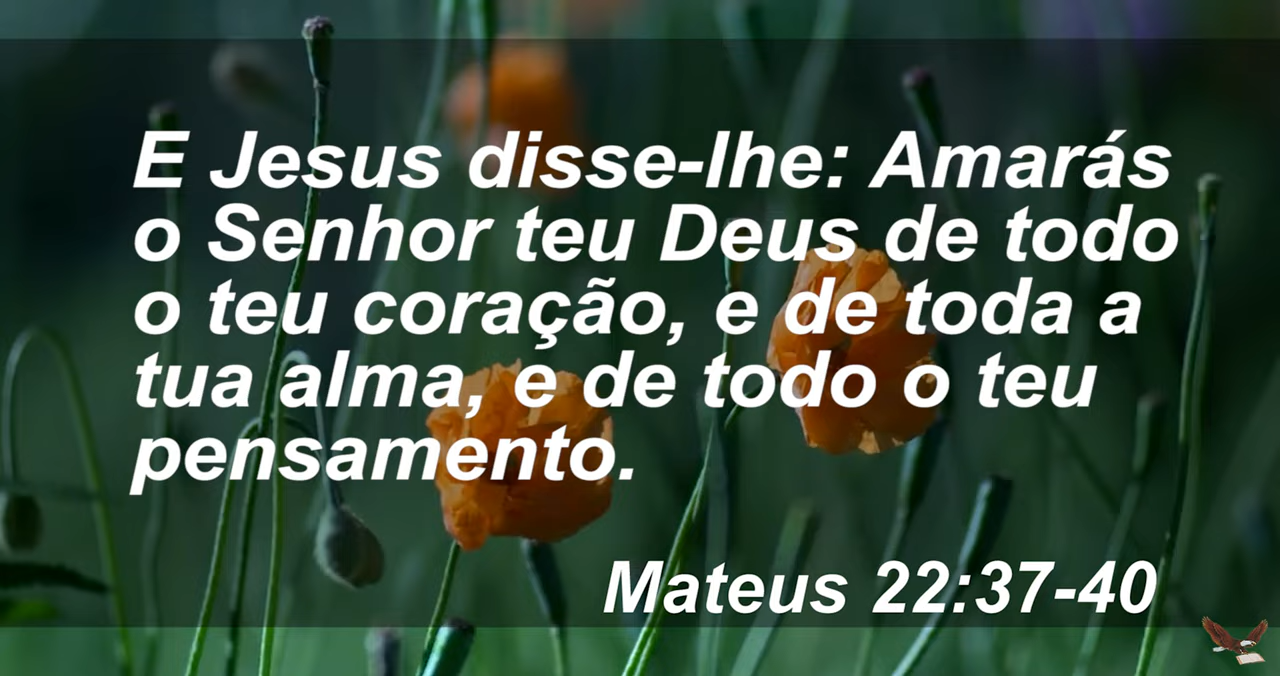 E Jesus disse-lhe: Amarás
o Senhor teu Deus de todo
o teu coração, e de toda a
tua alma, e de todo o teu
pensamento.
Mateus 22:37-40